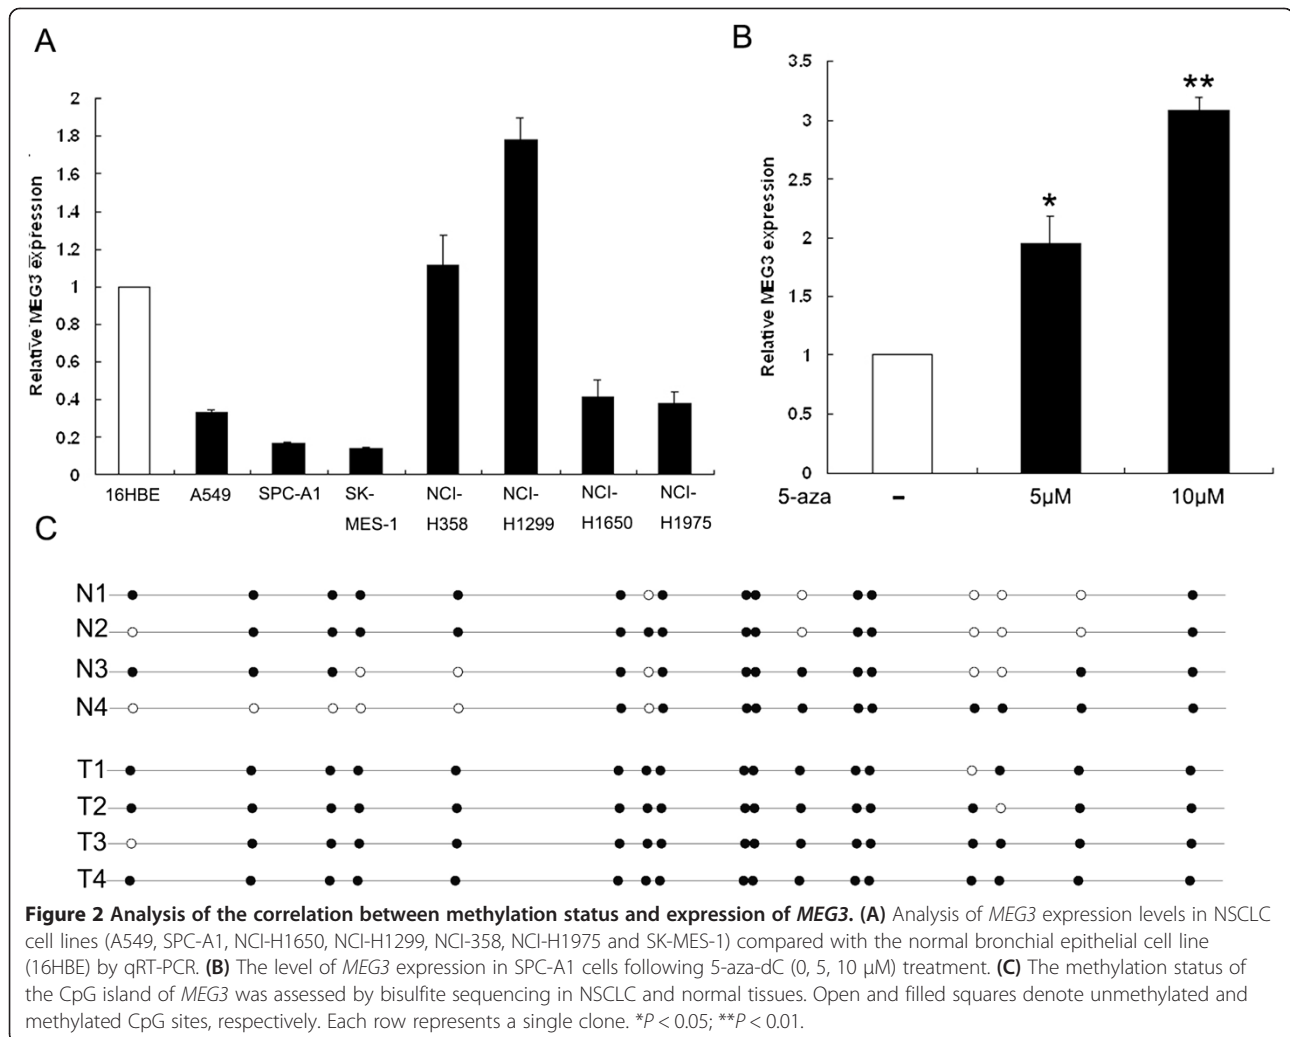 A
Relative MEG3 expression
2
1.8
1.6
1.4
1.2
1
0.8
0.6
0.4
0.2
0
16HBE A549 SPC-A1 SK-MES-1 NCI-H358 NCI-H1299 NCI-H1650 NCI-H1975
B
Relative MEG3 expression
3.5
3
2.5
2
1.5
1
0.5
0
*
**
5-aza – 5µM 10µM
C
N1
N2
N3
N4
T1
T2
T3
T4
Figure 2 Analysis of the correlation between methylation status and expression of MEG3. (A) Analysis of MEG3 expression levels in NSCLC
cell lines (A549, SPC-A1, NCI-H1650, NCI-H1299, NCI-358, NCI-H1975 and SK-MES-1) compared with the normal bronchial epithelial cell line
(16HBE) by qRT-PCR. (B) The level of MEG3 expression in SPC-A1 cells following 5-aza-dC (0, 5, 10 µM) treatment. (C) The methylation status of
the CpG island of MEG3 was assessed by bisulfite sequencing in NSCLC and normal tissues. Open and filled squares denote unmethylated and
methylated CpG sites, respectively. Each row represents a single clone. *P < 0.05; **P < 0.01.